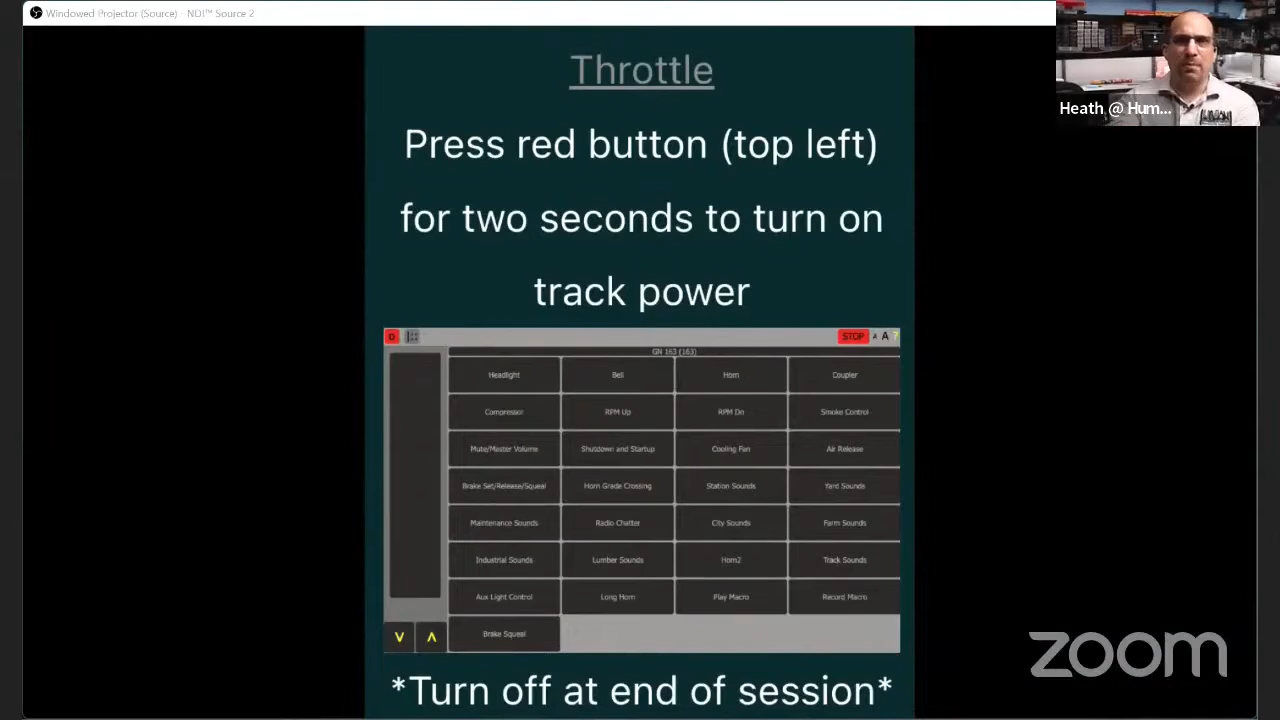 Windowed Projector (Source) - NDI™ Source 2
Heath @ Hum...
Throttle
Press red button (top left)
for two seconds to turn on
track power
STOP A A ?
GN 163 (163)
Headlight Bell Horn Coupler
Compressor RPM Up RPM Dn Smoke Control
Mute/Master Volume Shutdown and Startup Cooling Fan Air Release
Brake Set/Release/Squeal Horn Grade Crossing Station Sounds Yard Sounds
Maintenance Sounds Radio Chatter City Sounds Farm Sounds
Industrial Sounds Lumber Sounds Horn2 Track Sounds
Aux Light Control Long Horn Play Macro Record Macro
Brake Squeal
*Turn off at end of session*
zoom